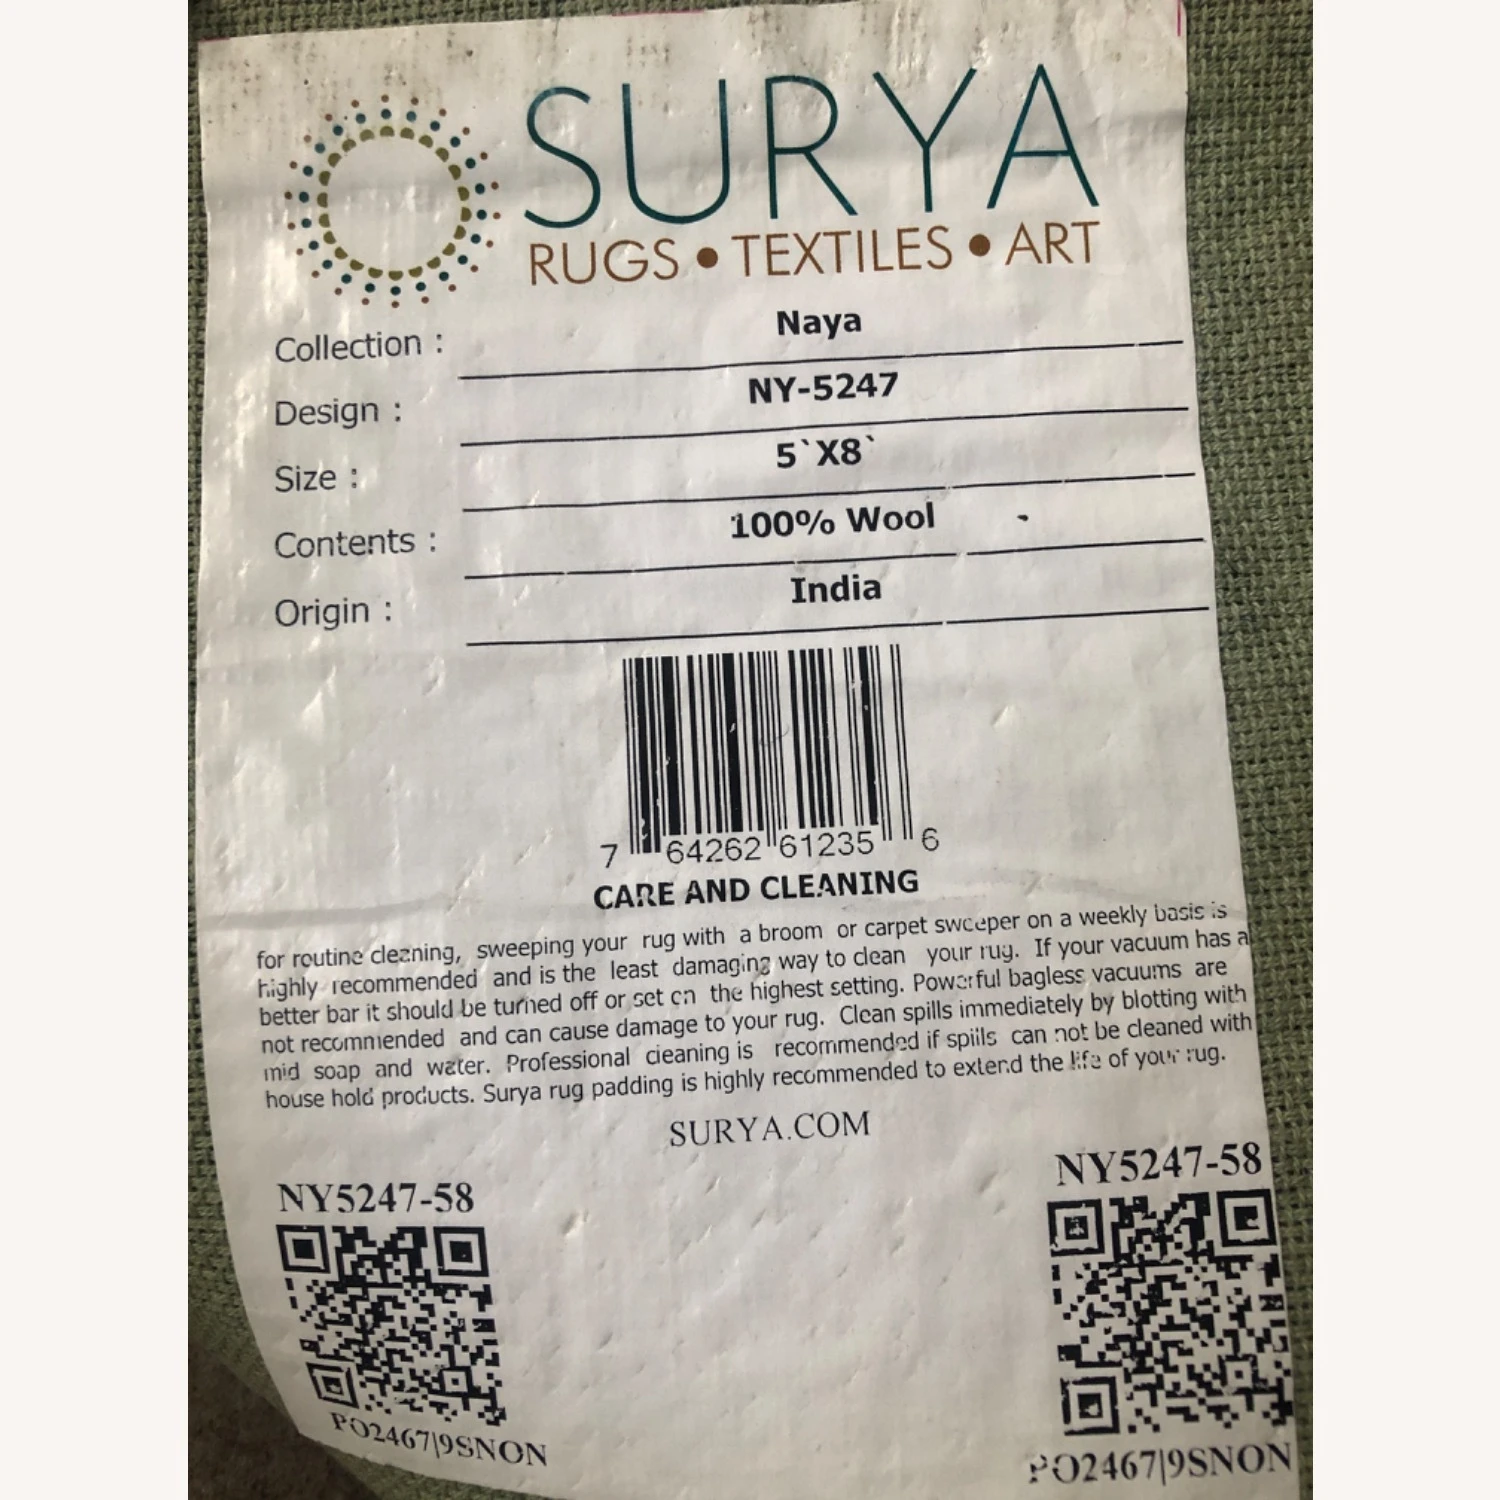 SURYA
RUGS • TEXTILES • ART
Collection : Naya
Design : NY-5247
Size : 5`X8`
Contents : 100% Wool
Origin : India
7 64262 61235 6
CARE AND CLEANING
for routine cleaning, sweeping your rug with a broom or carpet sweeper on a weekly basis is
highly recommended and is the least damaging way to clean your rug. If your vacuum has a
better bar it should be turned off or set on the highest setting. Powerful bagless vacuums are
not recommended and can cause damage to your rug. Clean spills immediately by blotting with
mid soap and water. Professional cleaning is recommended if spills can not be cleaned with
house hold products. Surya rug padding is highly recommended to extend the life of your rug.
SURYA.COM
NY5247-58
NY5247-58
PO2467|9SNON
PO2467|9SNON